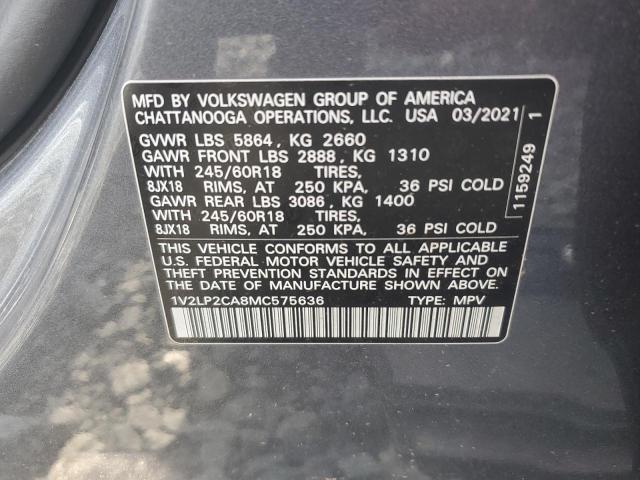 MFD BY VOLKSWAGEN GROUP OF AMERICA
CHATTANOOGA OPERATIONS, LLC. USA 03/2021
GVWR LBS 5864, KG 2660
GAWR FRONT LBS 2888, KG 1310
WITH 245/60R18 TIRES,
8JX18 RIMS, AT 250 KPA, 36 PSI COLD
GAWR REAR LBS 3086, KG 1400
WITH 245/60R18 TIRES,
8JX18 RIMS, AT 250 KPA, 36 PSI COLD
THIS VEHICLE CONFORMS TO ALL APPLICABLE
U.S. FEDERAL MOTOR VEHICLE SAFETY AND
THEFT PREVENTION STANDARDS IN EFFECT ON
THE DATE OF MANUFACTURE SHOWN ABOVE.
1V2LP2CA8MC575636 TYPE: MPV
1159249 1